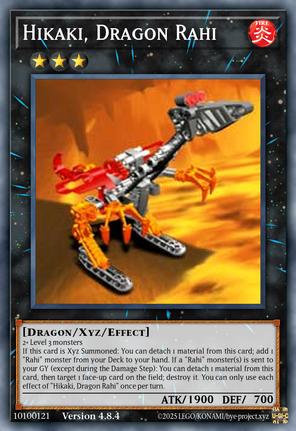 Hikaki, Dragon Rahi
FIRE
炎
[Dragon/Xyz/Effect]
2+ Level 3 monsters
If this card is Xyz Summoned: You can detach 1 material from this card; add 1
"Rahi" monster from your Deck to your hand. If a "Rahi" monster(s) is sent to
your GY (except during the Damage Step): You can detach 1 material from this
card, then target 1 face-up card on the field; destroy it. You can only use each
effect of "Hikaki, Dragon Rahi" once per turn.
ATK/1900 DEF/ 700
10100121 Version 4.8.4 ©2025 LEGO/KONAMI/bye-project.xyz